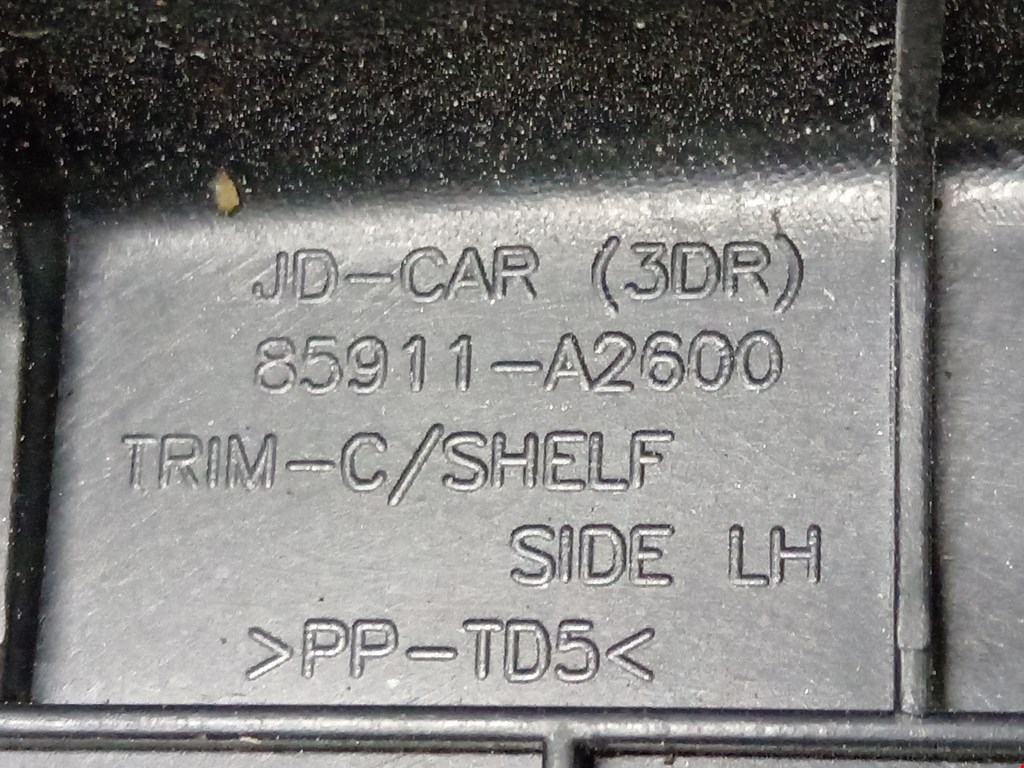 JD-CAR (3DR)
85911-A2600
TRIM-C/SHELF
SIDE LH
>PP-TD5<